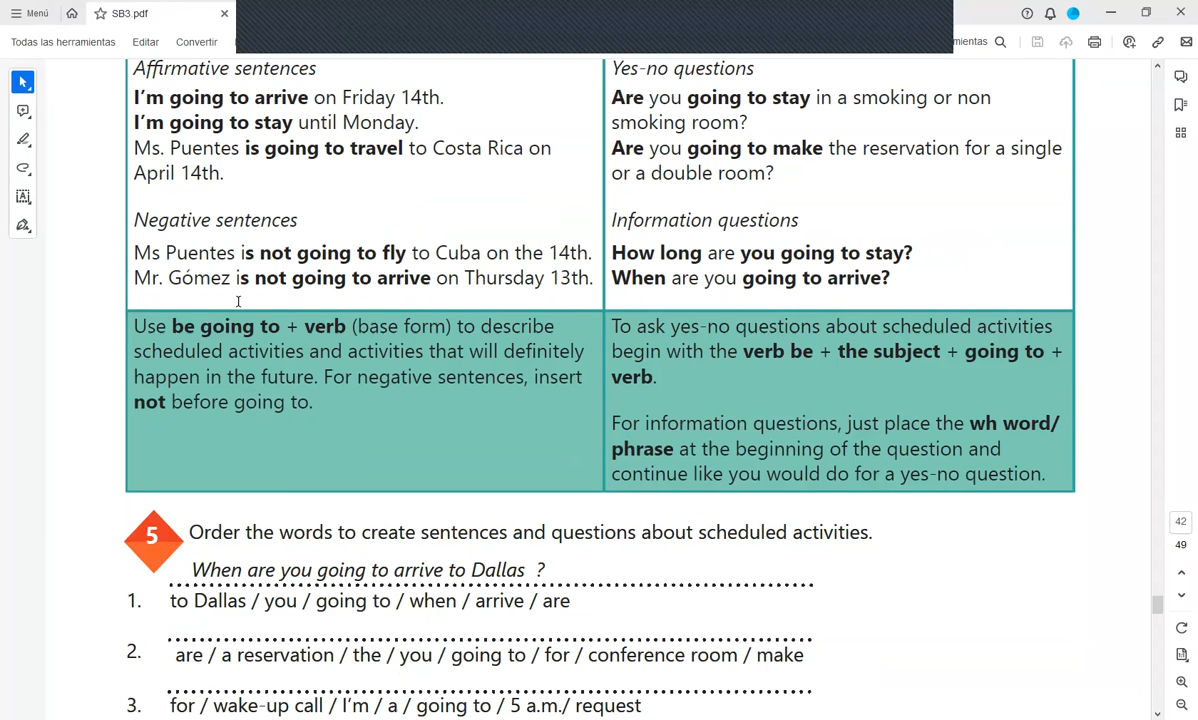 Menú
SB3.pdf
Todas las herramientas
Editar
Convertir
mientas
Affirmative sentences
I'm going to arrive on Friday 14th.
I'm going to stay until Monday.
Ms. Puentes is going to travel to Costa Rica on
April 14th.
Negative sentences
Ms Puentes is not going to fly to Cuba on the 14th.
Mr. Gómez is not going to arrive on Thursday 13th.
Yes-no questions
Are you going to stay in a smoking or non
smoking room?
Are you going to make the reservation for a single
or a double room?
Information questions
How long are you going to stay?
When are you going to arrive?
Use be going to + verb (base form) to describe
scheduled activities and activities that will definitely
happen in the future. For negative sentences, insert
not before going to.
To ask yes-no questions about scheduled activities
begin with the verb be + the subject + going to +
verb.
For information questions, just place the wh word/
phrase at the beginning of the question and
continue like you would do for a yes-no question.
5 Order the words to create sentences and questions about scheduled activities.
When are you going to arrive to Dallas ?
1. to Dallas / you / going to / when / arrive / are
2. are / a reservation / the / you / going to / for / conference room / make
3. for / wake-up call / I'm / a / going to / 5 a.m./ request
42
49